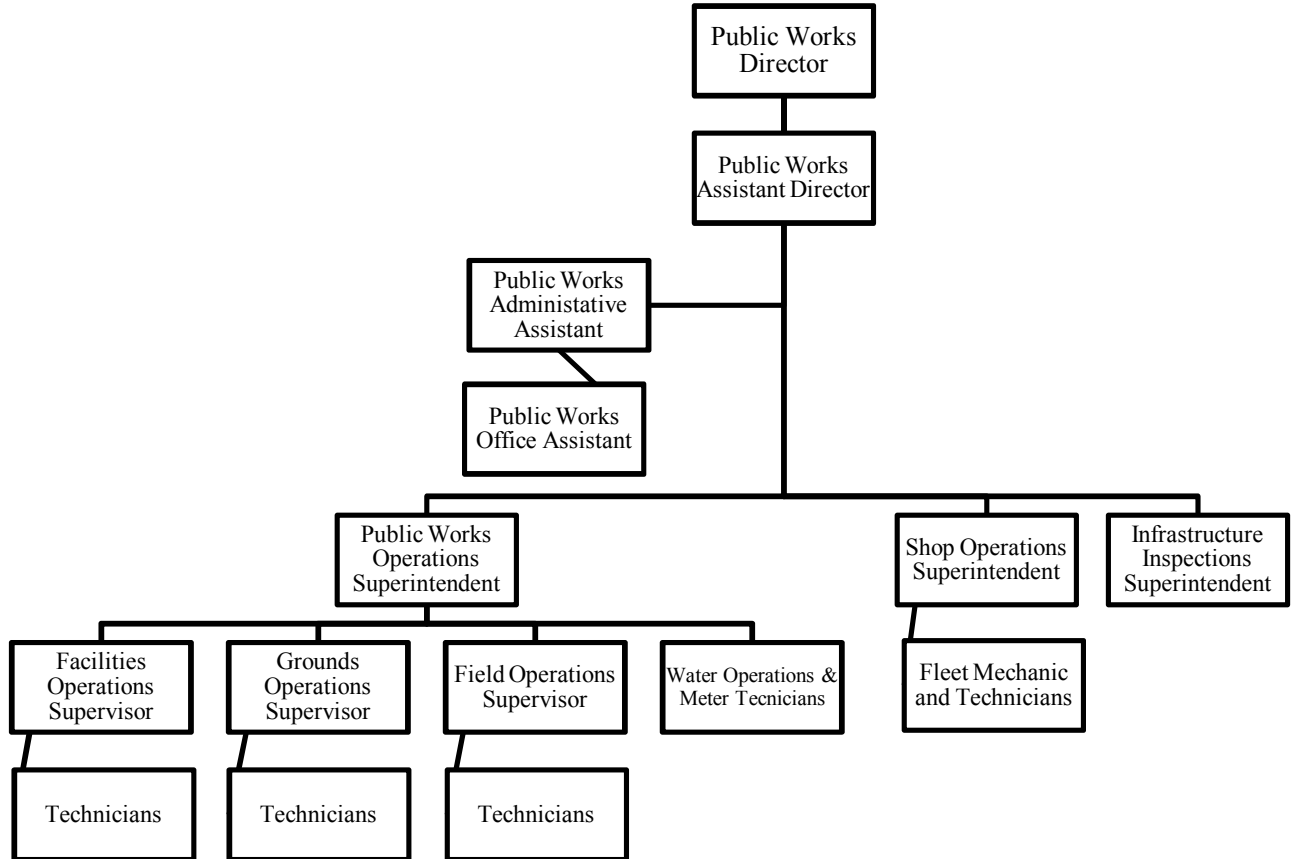 Public Works
Director
Public Works
Assistant Director
Public Works
Administative
Assistant
Public Works
Office Assistant
Public Works
Operations
Superintendent
Shop Operations
Superintendent
Infrastructure
Inspections
Superintendent
Facilities
Operations
Supervisor
Grounds
Operations
Supervisor
Field Operations
Supervisor
Water Operations &
Meter Tecnicians
Fleet Mechanic
and Technicians
Technicians
Technicians
Technicians